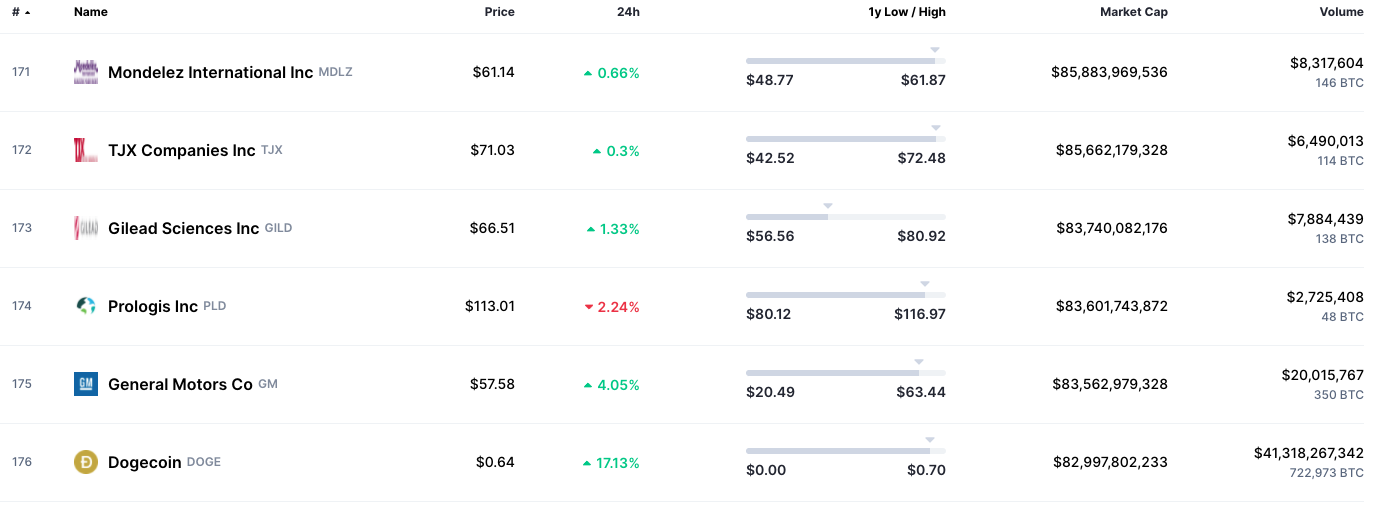 # Name Price 24h 1y Low / High Market Cap Volume
171 Mondelez International Inc MDLZ $61.14 0.66% $48.77 $61.87 $85,883,969,536 $8,317,604
146 BTC
172 TJX Companies Inc TJX $71.03 0.3% $42.52 $72.48 $85,662,179,328 $6,490,013
114 BTC
173 GILEAD Gilead Sciences Inc GILD $66.51 1.33% $56.56 $80.92 $83,740,082,176 $7,884,439
138 BTC
174 Prologis Inc PLD $113.01 2.24% $80.12 $116.97 $83,601,743,872 $2,725,408
48 BTC
175 GM General Motors Co GM $57.58 4.05% $20.49 $63.44 $83,562,979,328 $20,015,767
350 BTC
176 Dogecoin DOGE $0.64 17.13% $0.00 $0.70 $82,997,802,233 $41,318,267,342
722,973 BTC